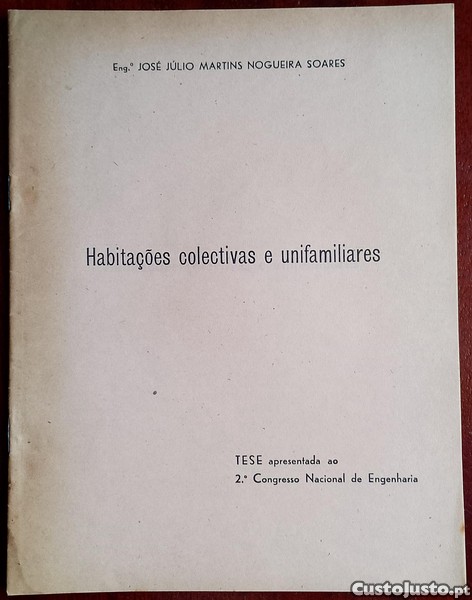 Eng.º JOSÉ JÚLIO MARTINS NOGUEIRA SOARES
Habitações colectivas e unifamiliares
TESE apresentada ao
2.º Congresso Nacional de Engenharia
CustoJusto.pt